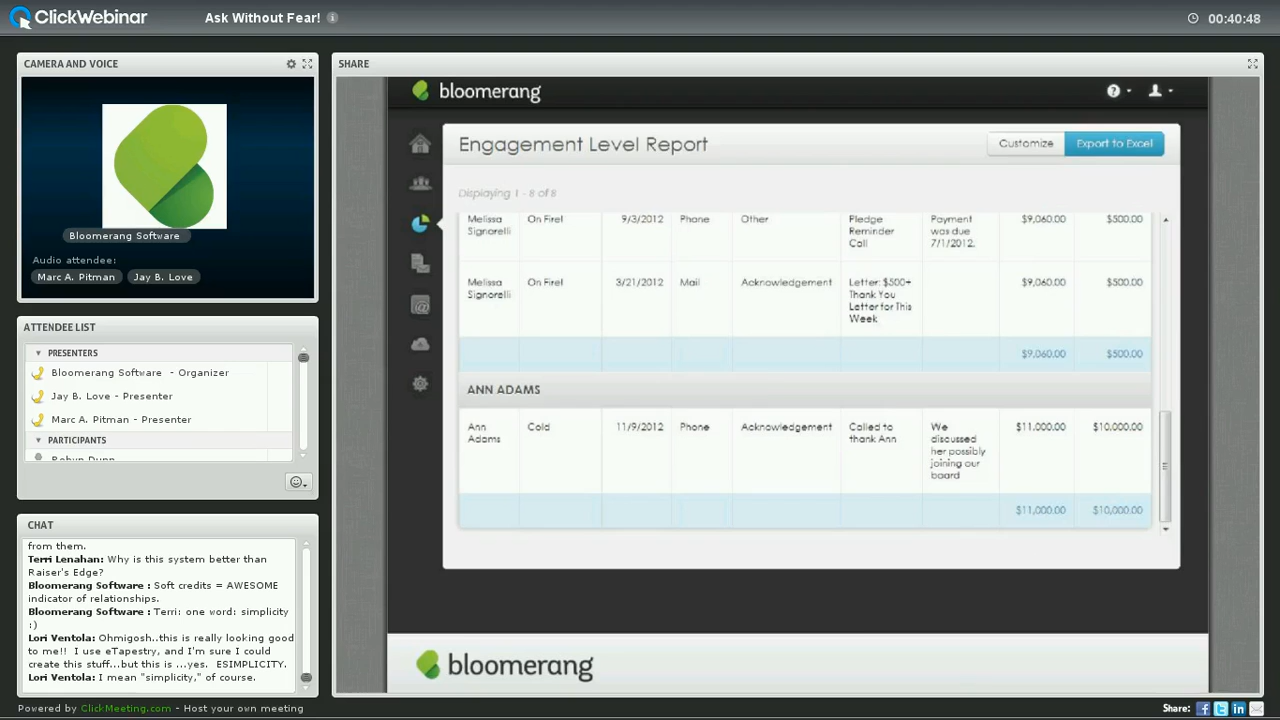 ClickWebinar
Ask Without Fear!
00:40:48
CAMERA AND VOICE
Bloomerang Software
Audio attendee:
Marc A. Pitman
Jay B. Love
ATTENDEE LIST
PRESENTERS
Bloomerang Software - Organizer
Jay B. Love - Presenter
Marc A. Pitman - Presenter
PARTICIPANTS
Robyn Dunn
CHAT
from them.
Terri Lenahan: Why is this system better than
Raiser's Edge?
Bloomerang Software : Soft credits = AWESOME
indicator of relationships.
Bloomerang Software : Terri: one word: simplicity
:)
Lori Ventola: Ohmigosh..this is really looking good
to me!! I use eTapestry, and I'm sure I could
create this stuff...but this is ...yes. ESIMPLICITY.
Lori Ventola: I mean "simplicity," of course.
SHARE
bloomerang
Engagement Level Report
Customize
Export to Excel
Displaying 1 - 8 of 8
Melissa Signorelli On Fire! 9/3/2012 Phone Other Pledge Reminder Call Payment was due 7/1/2012. $9,060.00 $500.00
Melissa Signorelli On Fire! 3/21/2012 Mail Acknowledgement Letter: $500+ Thank You Letter for This Week $9,060.00 $500.00
$9,060.00 $500.00
ANN ADAMS
Ann Adams Cold 11/9/2012 Phone Acknowledgement Called to thank Ann We discussed her possibly joining our board $11,000.00 $10,000.00
$11,000.00 $10,000.00
bloomerang
Powered by ClickMeeting.com - Host your own meeting
Share: